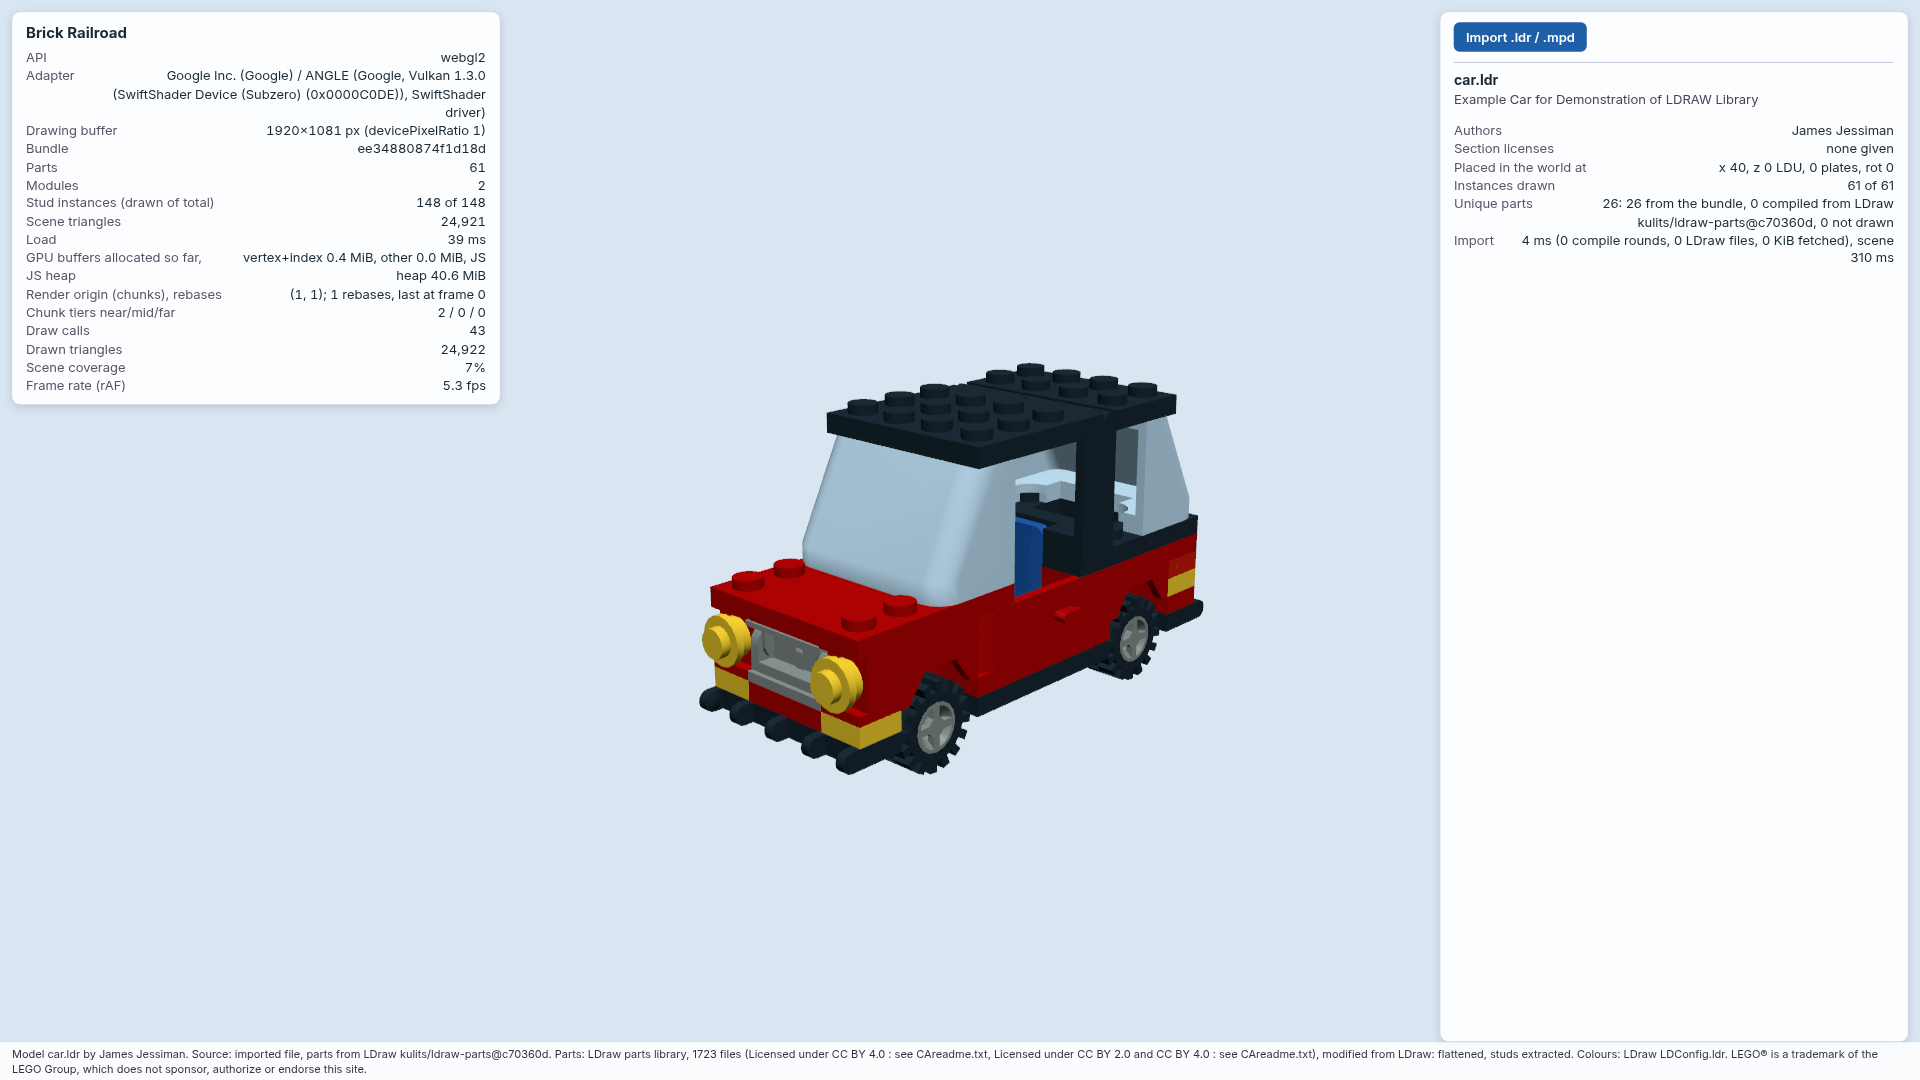 Brick Railroad
API webgl2
Adapter Google Inc. (Google) / ANGLE (Google, Vulkan 1.3.0
(SwiftShader Device (Subzero) (0x0000C0DE)), SwiftShader
driver)
Drawing buffer 1920×1081 px (devicePixelRatio 1)
Bundle ee34880874f1d18d
Parts 61
Modules 2
Stud instances (drawn of total) 148 of 148
Scene triangles 24,921
Load 39 ms
GPU buffers allocated so far, vertex+index 0.4 MiB, other 0.0 MiB, JS
JS heap heap 40.6 MiB
Render origin (chunks), rebases (1, 1); 1 rebases, last at frame 0
Chunk tiers near/mid/far 2 / 0 / 0
Draw calls 43
Drawn triangles 24,922
Scene coverage 7%
Frame rate (rAF) 5.3 fps
Import .ldr / .mpd
car.ldr
Example Car for Demonstration of LDRAW Library
Authors James Jessiman
Section licenses none given
Placed in the world at x 40, z 0 LDU, 0 plates, rot 0
Instances drawn 61 of 61
Unique parts 26: 26 from the bundle, 0 compiled from LDraw
kulits/ldraw-parts@c70360d, 0 not drawn
Import 4 ms (0 compile rounds, 0 LDraw files, 0 KiB fetched), scene
310 ms
Model car.ldr by James Jessiman. Source: imported file, parts from LDraw kulits/ldraw-parts@c70360d. Parts: LDraw parts library, 1723 files (Licensed under CC BY 4.0 : see CAreadme.txt, Licensed under CC BY 2.0 and CC BY 4.0 : see CAreadme.txt), modified from LDraw: flattened, studs extracted. Colours: LDraw LDConfig.ldr. LEGO® is a trademark of the
LEGO Group, which does not sponsor, authorize or endorse this site.